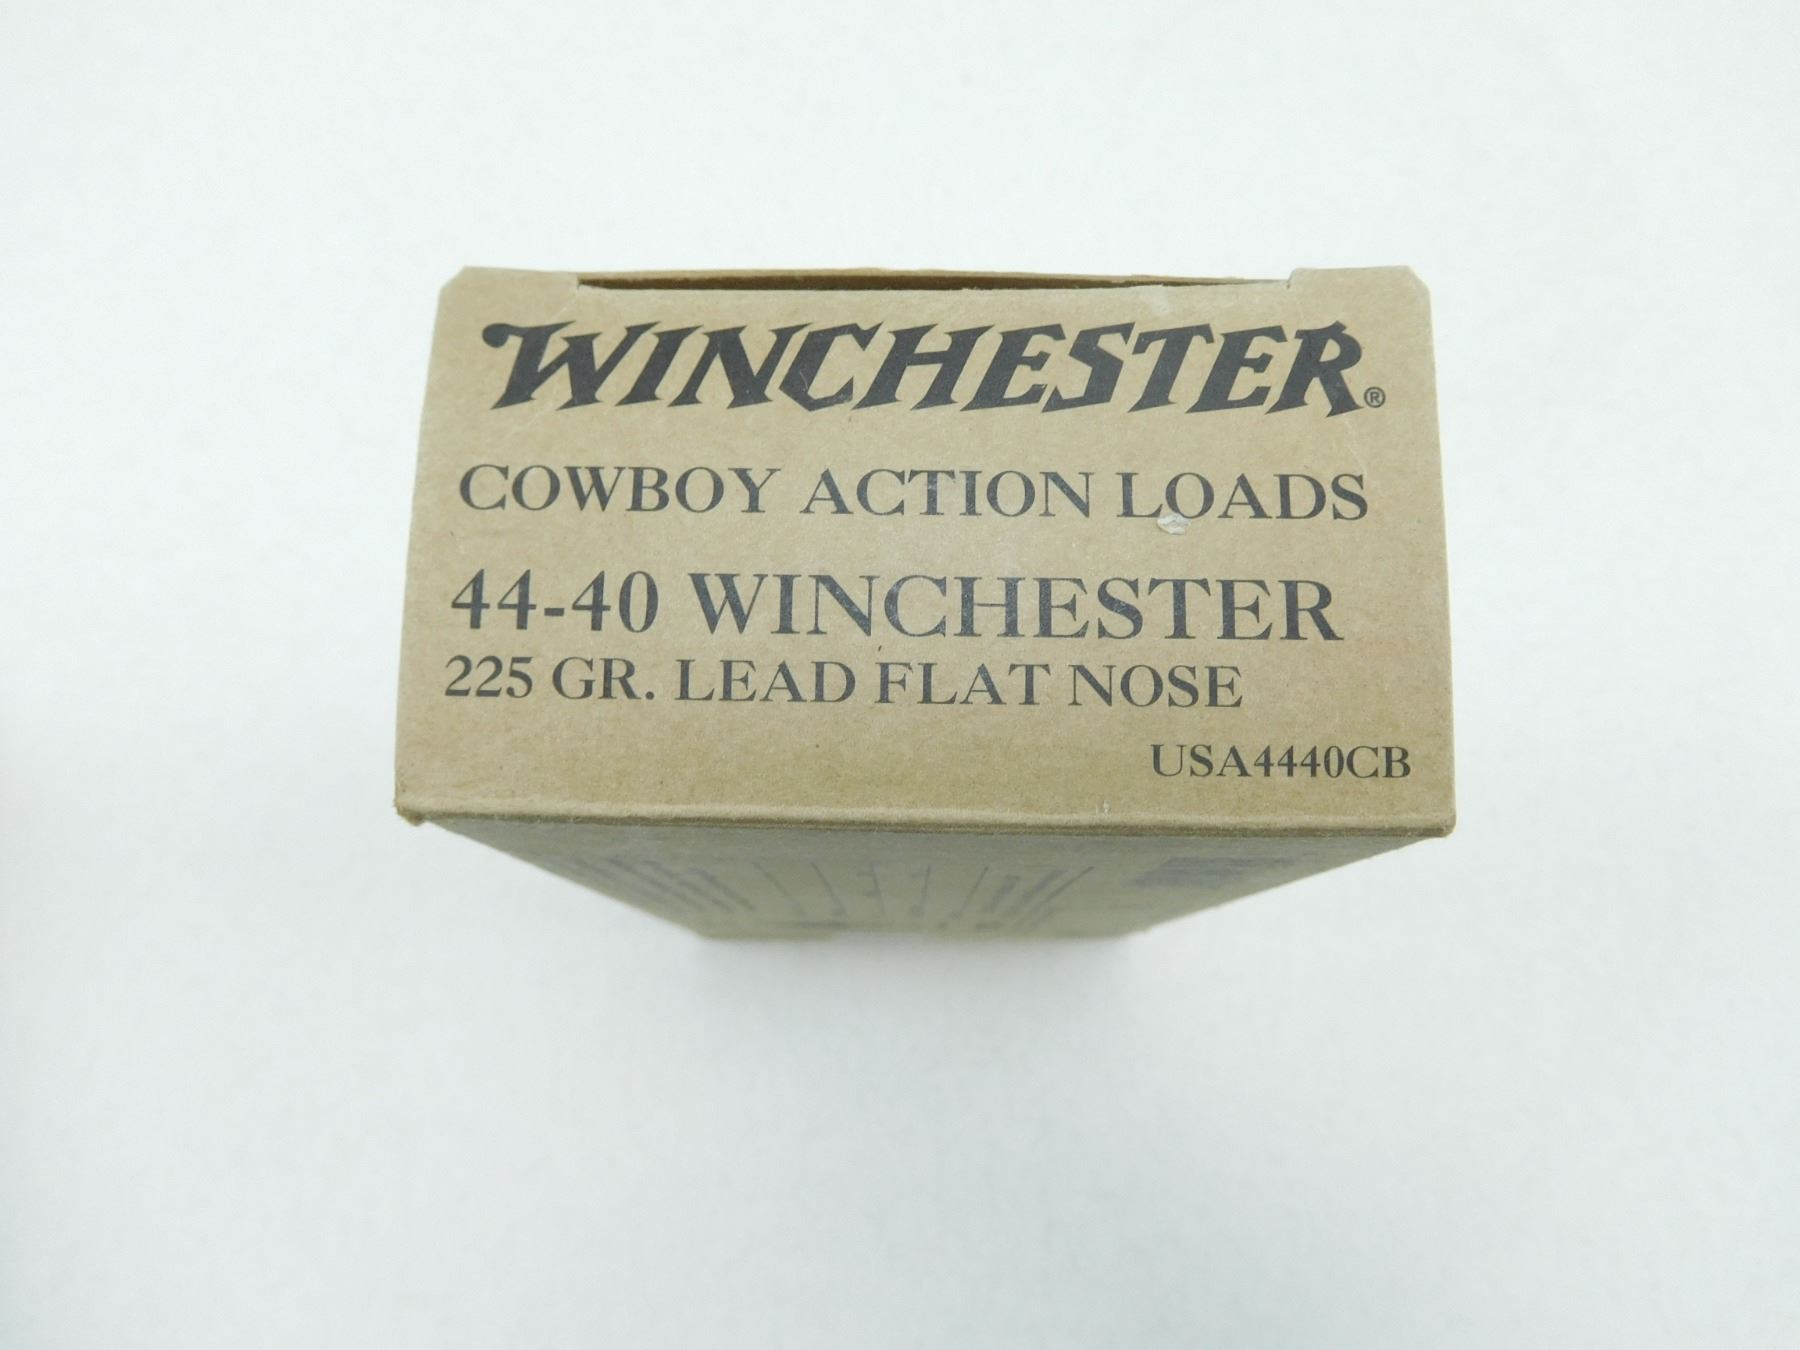 WINCHESTER®
COWBOY ACTION LOADS
44-40 WINCHESTER
225 GR. LEAD FLAT NOSE
USA4440CB